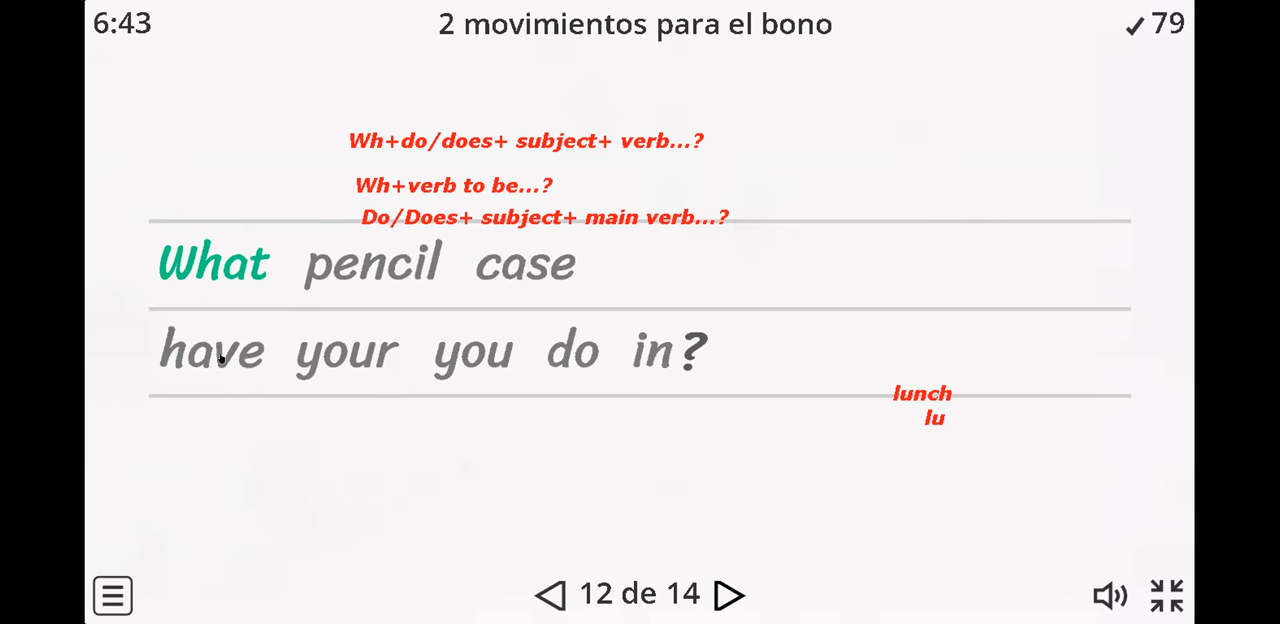 6:43 2 movimientos para el bono ✓ 79
Wh+do/does+ subject+ verb...?
Wh+verb to be...?
Do/Does+ subject+ main verb...?
What pencil case
have your you do in?
lunch
lu
12 de 14